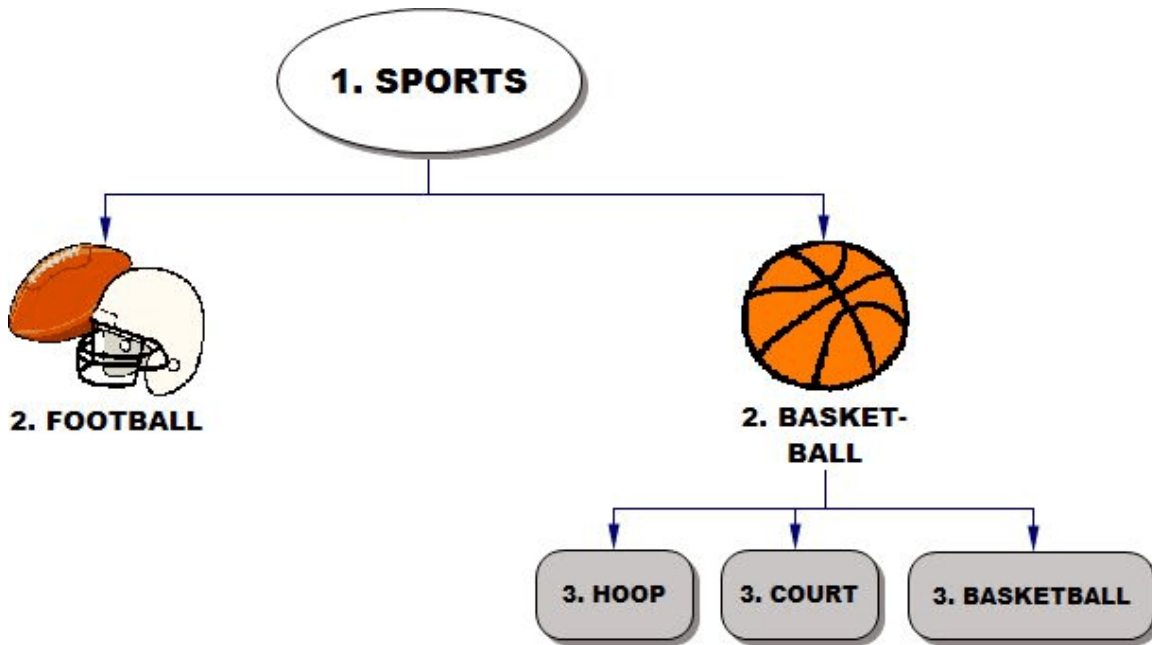 1. SPORTS
2. FOOTBALL
2. BASKET-
BALL
3. HOOP
3. COURT
3. BASKETBALL